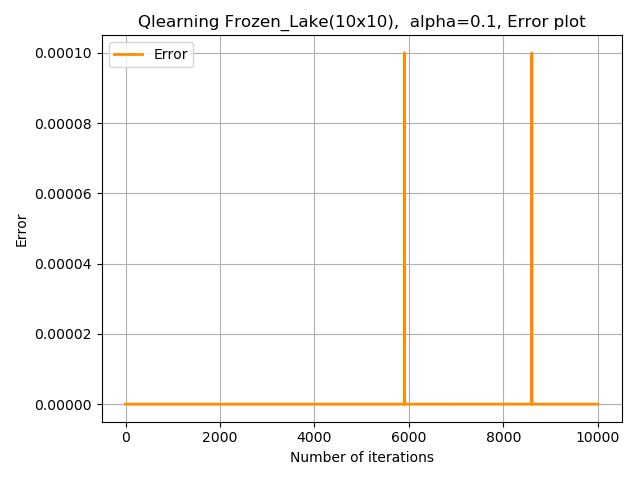 Qlearning Frozen_Lake(10x10),  alpha=0.1, Error plot
Error
0.00010
0.00008
0.00006
0.00004
0.00002
0.00000
Error
0 2000 4000 6000 8000 10000
Number of iterations